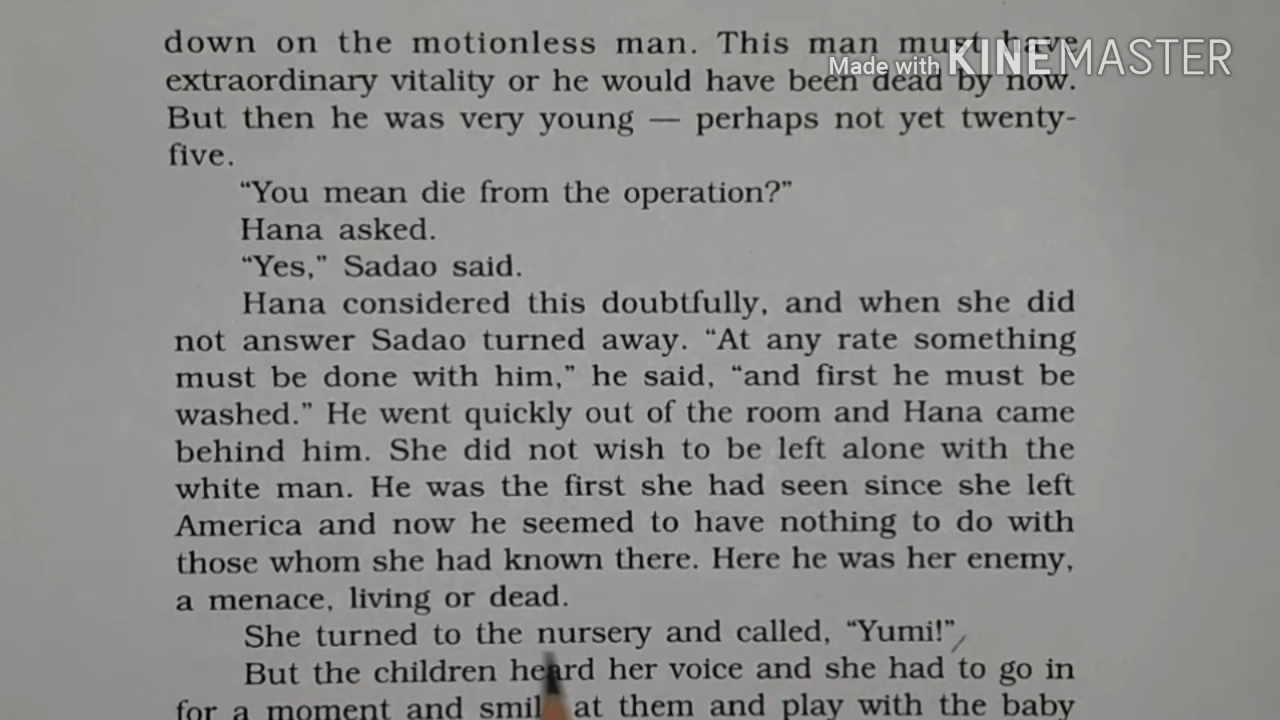 down on the motionless man. This man must have
Made with KINEMASTER
extraordinary vitality or he would have been dead by now.
But then he was very young — perhaps not yet twenty-
five.
“You mean die from the operation?”
Hana asked.
“Yes,” Sadao said.
Hana considered this doubtfully, and when she did
not answer Sadao turned away. “At any rate something
must be done with him,” he said, “and first he must be
washed.” He went quickly out of the room and Hana came
behind him. She did not wish to be left alone with the
white man. He was the first she had seen since she left
America and now he seemed to have nothing to do with
those whom she had known there. Here he was her enemy,
a menace, living or dead.
She turned to the nursery and called, “Yumi!”
But the children heard her voice and she had to go in
for a moment and smile at them and play with the baby